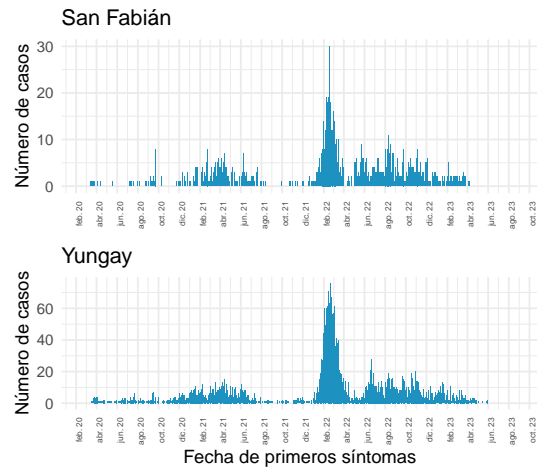 San Fabián
Número de casos
30
20
10
0
feb. 20 abr. 20 jun. 20 ago. 20 oct. 20 dic. 20 feb. 21 abr. 21 jun. 21 ago. 21 oct. 21 dic. 21 feb. 22 abr. 22 jun. 22 ago. 22 oct. 22 dic. 22 feb. 23 abr. 23 jun. 23 ago. 23 oct. 23
Yungay
Número de casos
60
40
20
0
feb. 20 abr. 20 jun. 20 ago. 20 oct. 20 dic. 20 feb. 21 abr. 21 jun. 21 ago. 21 oct. 21 dic. 21 feb. 22 abr. 22 jun. 22 ago. 22 oct. 22 dic. 22 feb. 23 abr. 23 jun. 23 ago. 23 oct. 23
Fecha de primeros síntomas